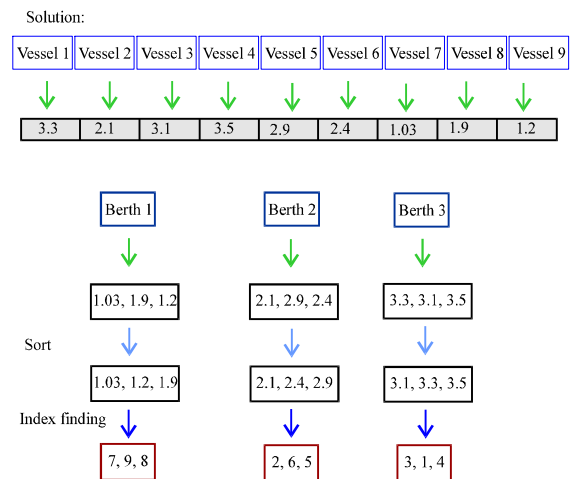 Solution:
Vessel 1 Vessel 2 Vessel 3 Vessel 4 Vessel 5 Vessel 6 Vessel 7 Vessel 8 Vessel 9
3.3 2.1 3.1 3.5 2.9 2.4 1.03 1.9 1.2
Berth 1 Berth 2 Berth 3
1.03, 1.9, 1.2 2.1, 2.9, 2.4 3.3, 3.1, 3.5
Sort
1.03, 1.2, 1.9 2.1, 2.4, 2.9 3.1, 3.3, 3.5
Index finding
7, 9, 8 2, 6, 5 3, 1, 4